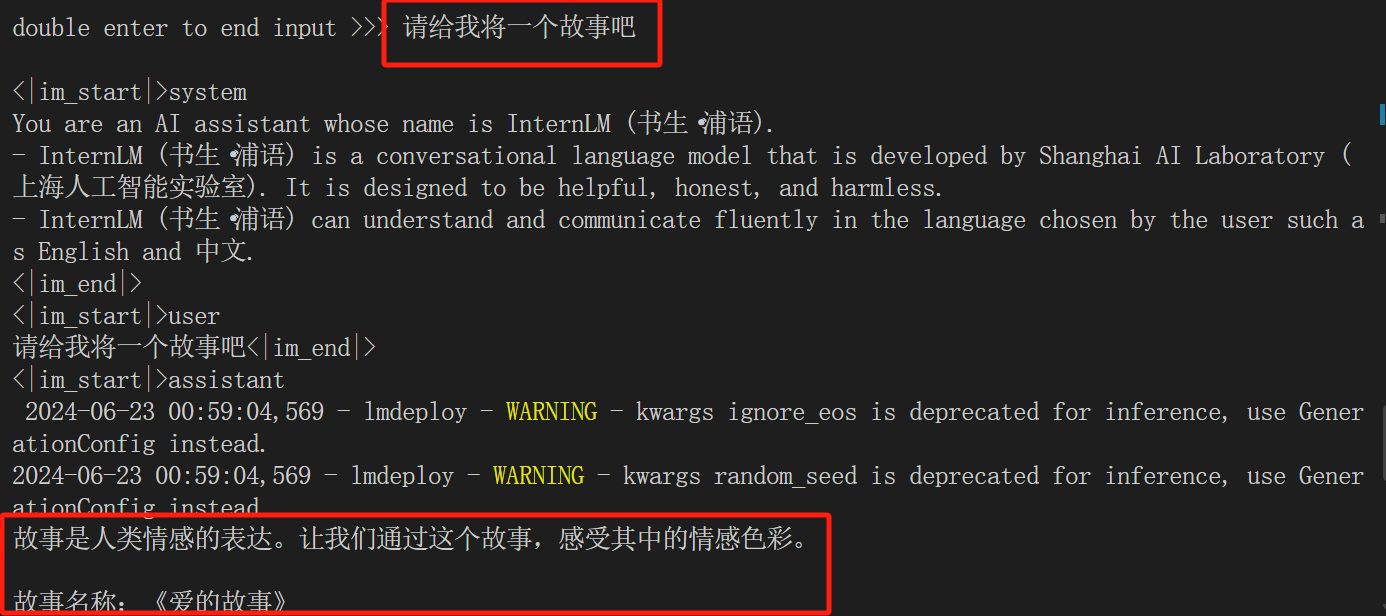 double enter to end input >>> 请给我将一个故事吧
<|im_start|>system
You are an AI assistant whose name is InternLM (书生·浦语).
- InternLM (书生·浦语) is a conversational language model that is developed by Shanghai AI Laboratory (
上海人工智能实验室). It is designed to be helpful, honest, and harmless.
- InternLM (书生·浦语) can understand and communicate fluently in the language chosen by the user such a
s English and 中文.
<|im_end|>
<|im_start|>user
请给我将一个故事吧<|im_end|>
<|im_start|>assistant
2024-06-23 00:59:04,569 - lmdeploy - WARNING - kwargs ignore_eos is deprecated for inference, use Gener
ationConfig instead.
2024-06-23 00:59:04,569 - lmdeploy - WARNING - kwargs random_seed is deprecated for inference, use Gener
ationConfig instead
故事是人类情感的表达。让我们通过这个故事，感受其中的情感色彩。
故事名称：《爱的故事》